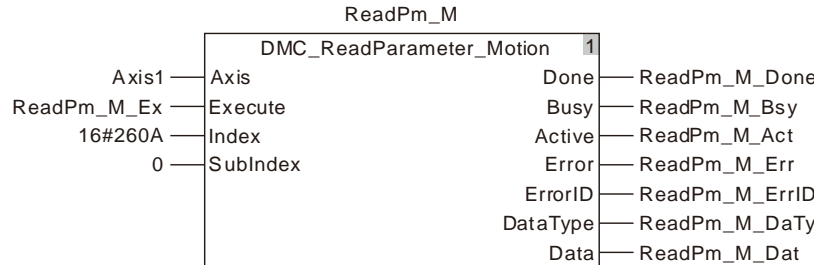 ReadPm_M
DMC_ReadParameter_Motion 1
Axis1 Axis Done ReadPm_M_Done
ReadPm_M_Ex Execute Busy ReadPm_M_Bsy
16#260A Index Active ReadPm_M_Act
0 SubIndex Error ReadPm_M_Err
ErrorID ReadPm_M_ErrID
DataType ReadPm_M_DaTy
Data ReadPm_M_Dat